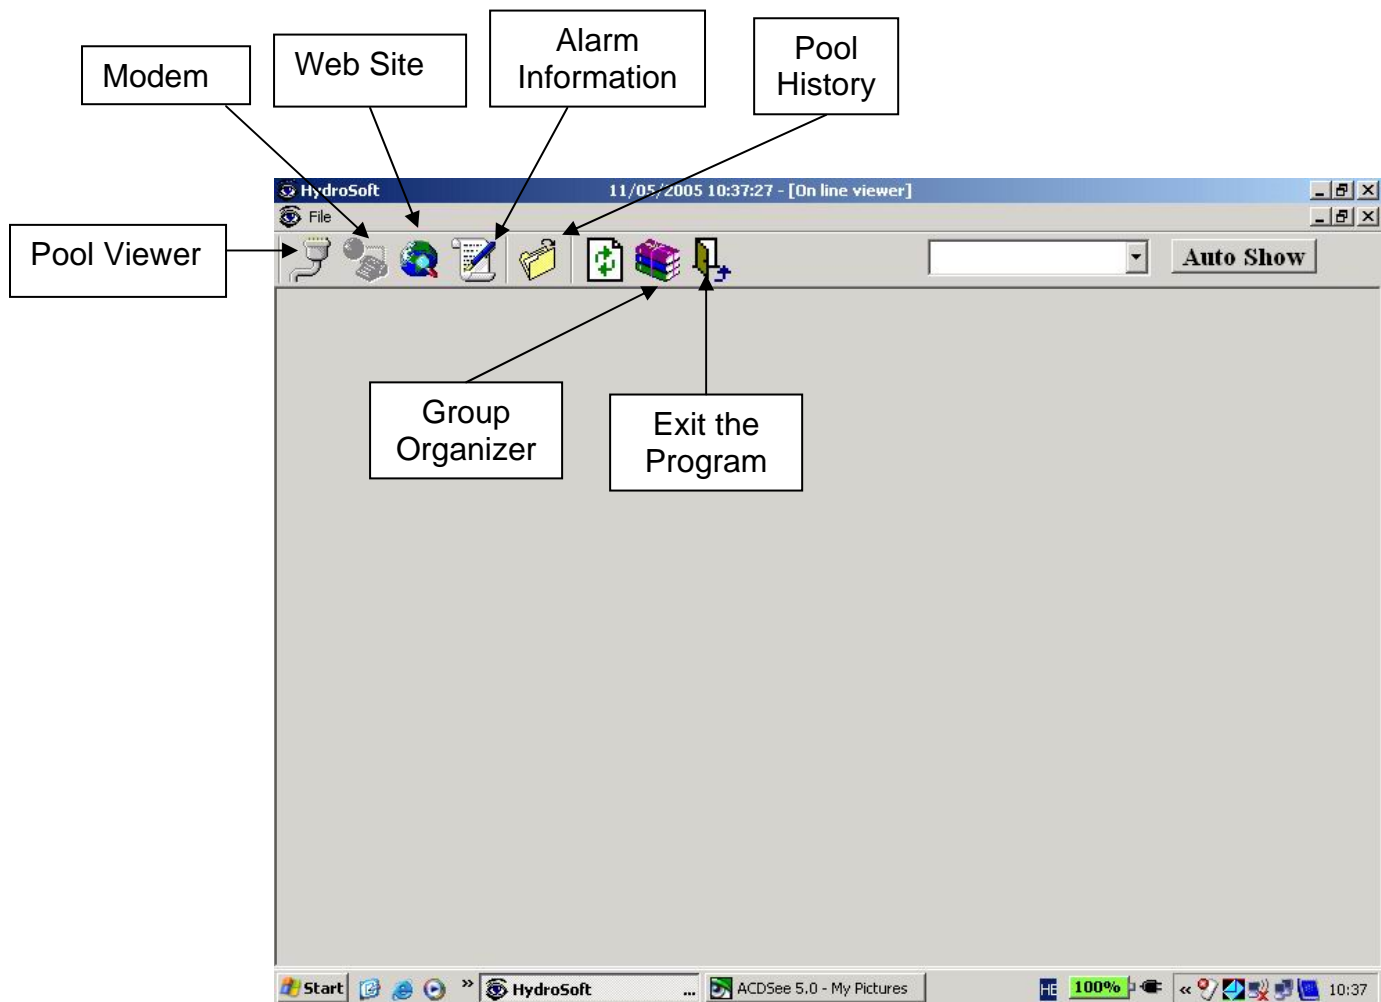 Modem
Web Site
Alarm
Information
Pool
History
Pool Viewer
HydroSoft 11/05/2005 10:37:27 - [On line viewer]
File
Auto Show
Group
Organizer
Exit the
Program
Start » HydroSoft ... ACDSee 5.0 - My Pictures HE 100% « 10:37